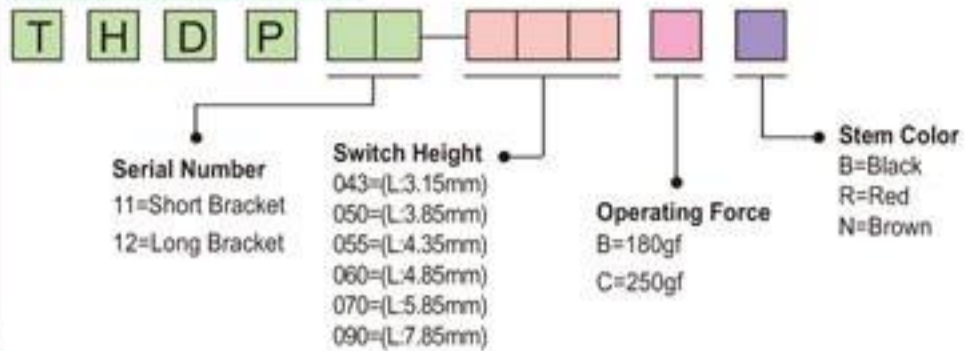 T H D P
Serial Number
11=Short Bracket
12=Long Bracket
Switch Height
043=(L:3.15mm)
050=(L:3.85mm)
055=(L:4.35mm)
060=(L:4.85mm)
070=(L:5.85mm)
090=(L:7.85mm)
Operating Force
B=180gf
C=250gf
Stem Color
B=Black
R=Red
N=Brown